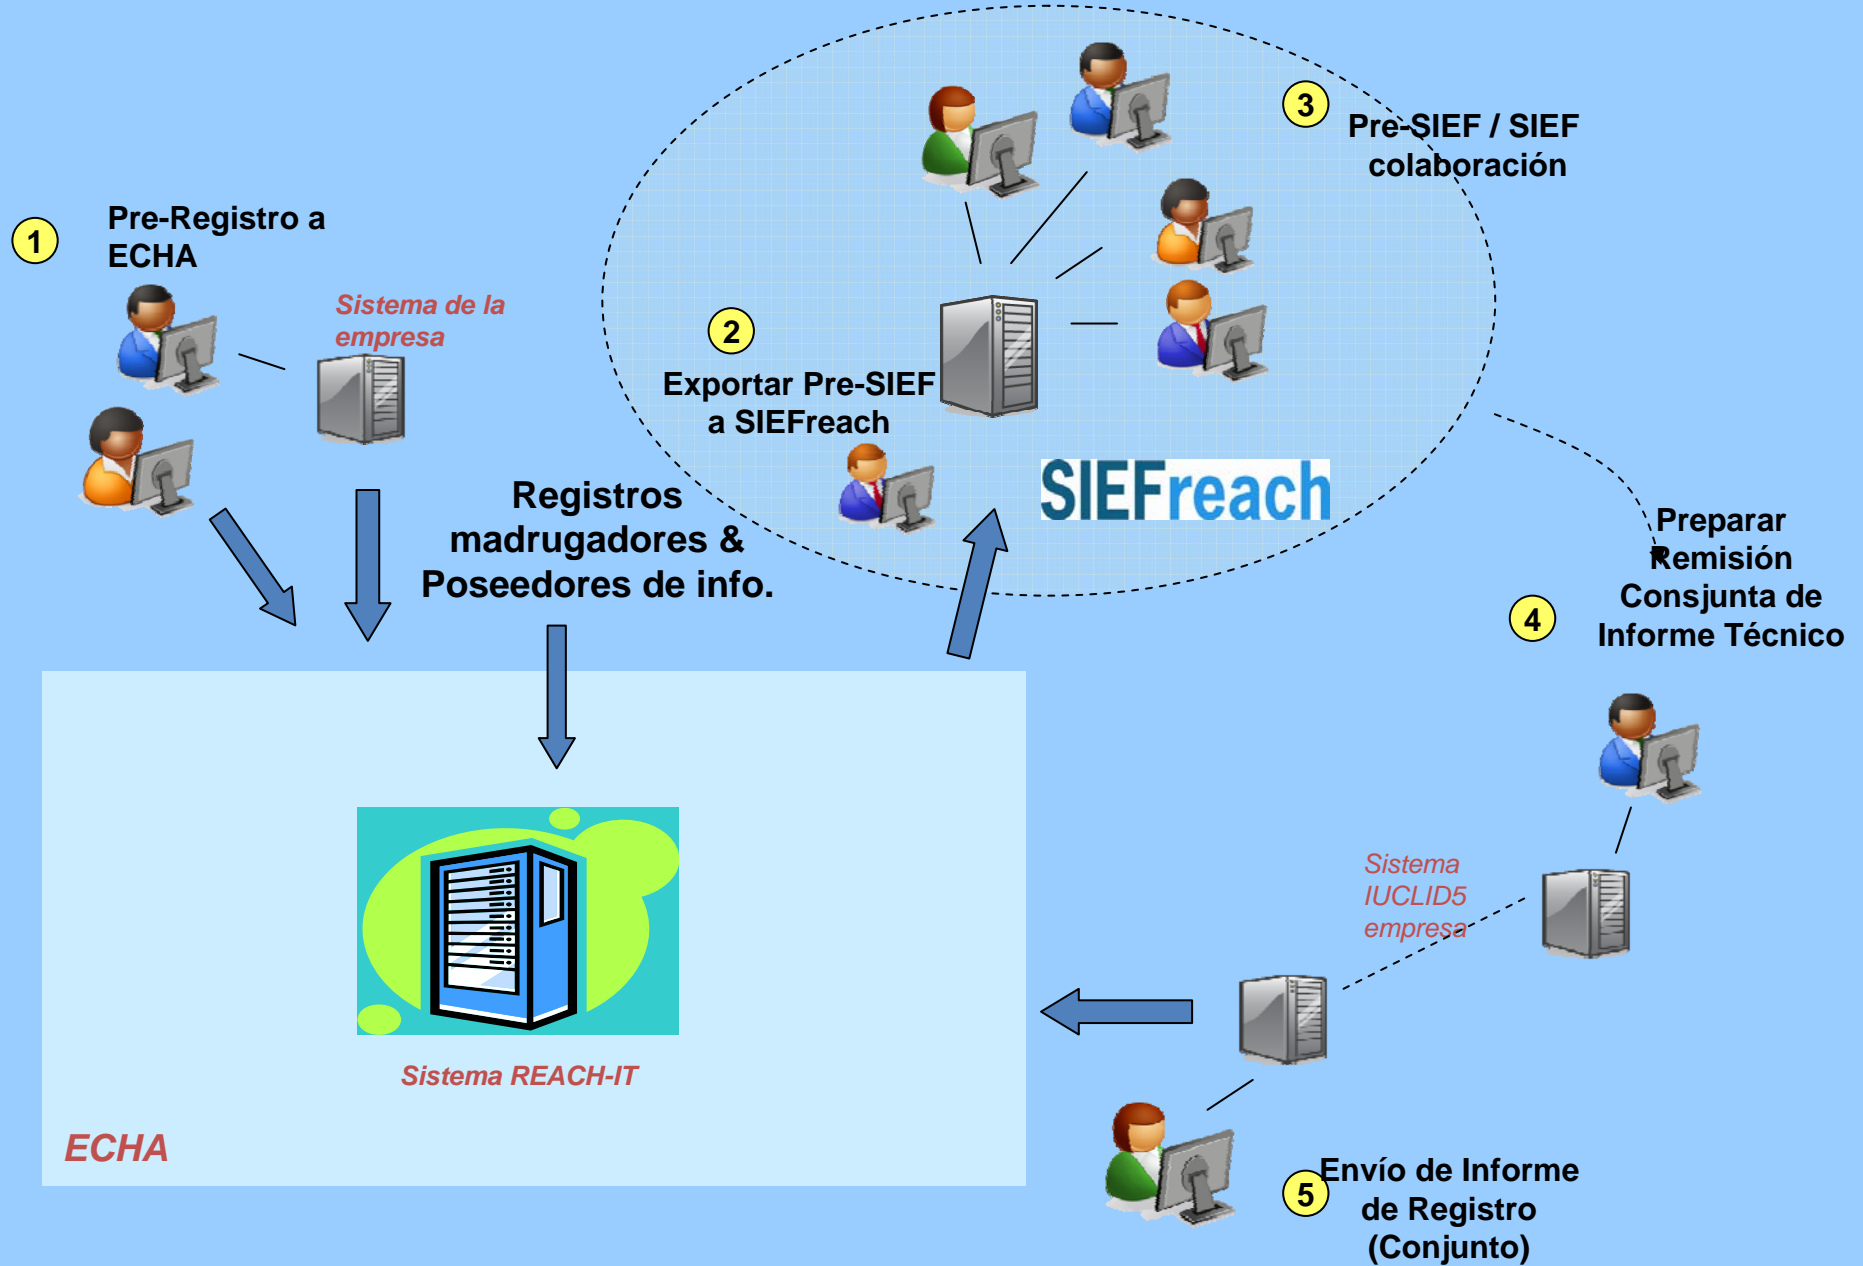 1
Pre-Registro a
ECHA
Sistema de la
empresa
2
Exportar Pre-SIEF
a SIEFreach
3
Pre-SIEF / SIEF
colaboración
SIEFreach
Registros
madrugadores &
Poseedores de info.
4
Preparar
Remisión
Consjunta de
Informe Técnico
Sistema
IUCLID5
empresa
Sistema REACH-IT
ECHA
5
Envío de Informe
de Registro
(Conjunto)